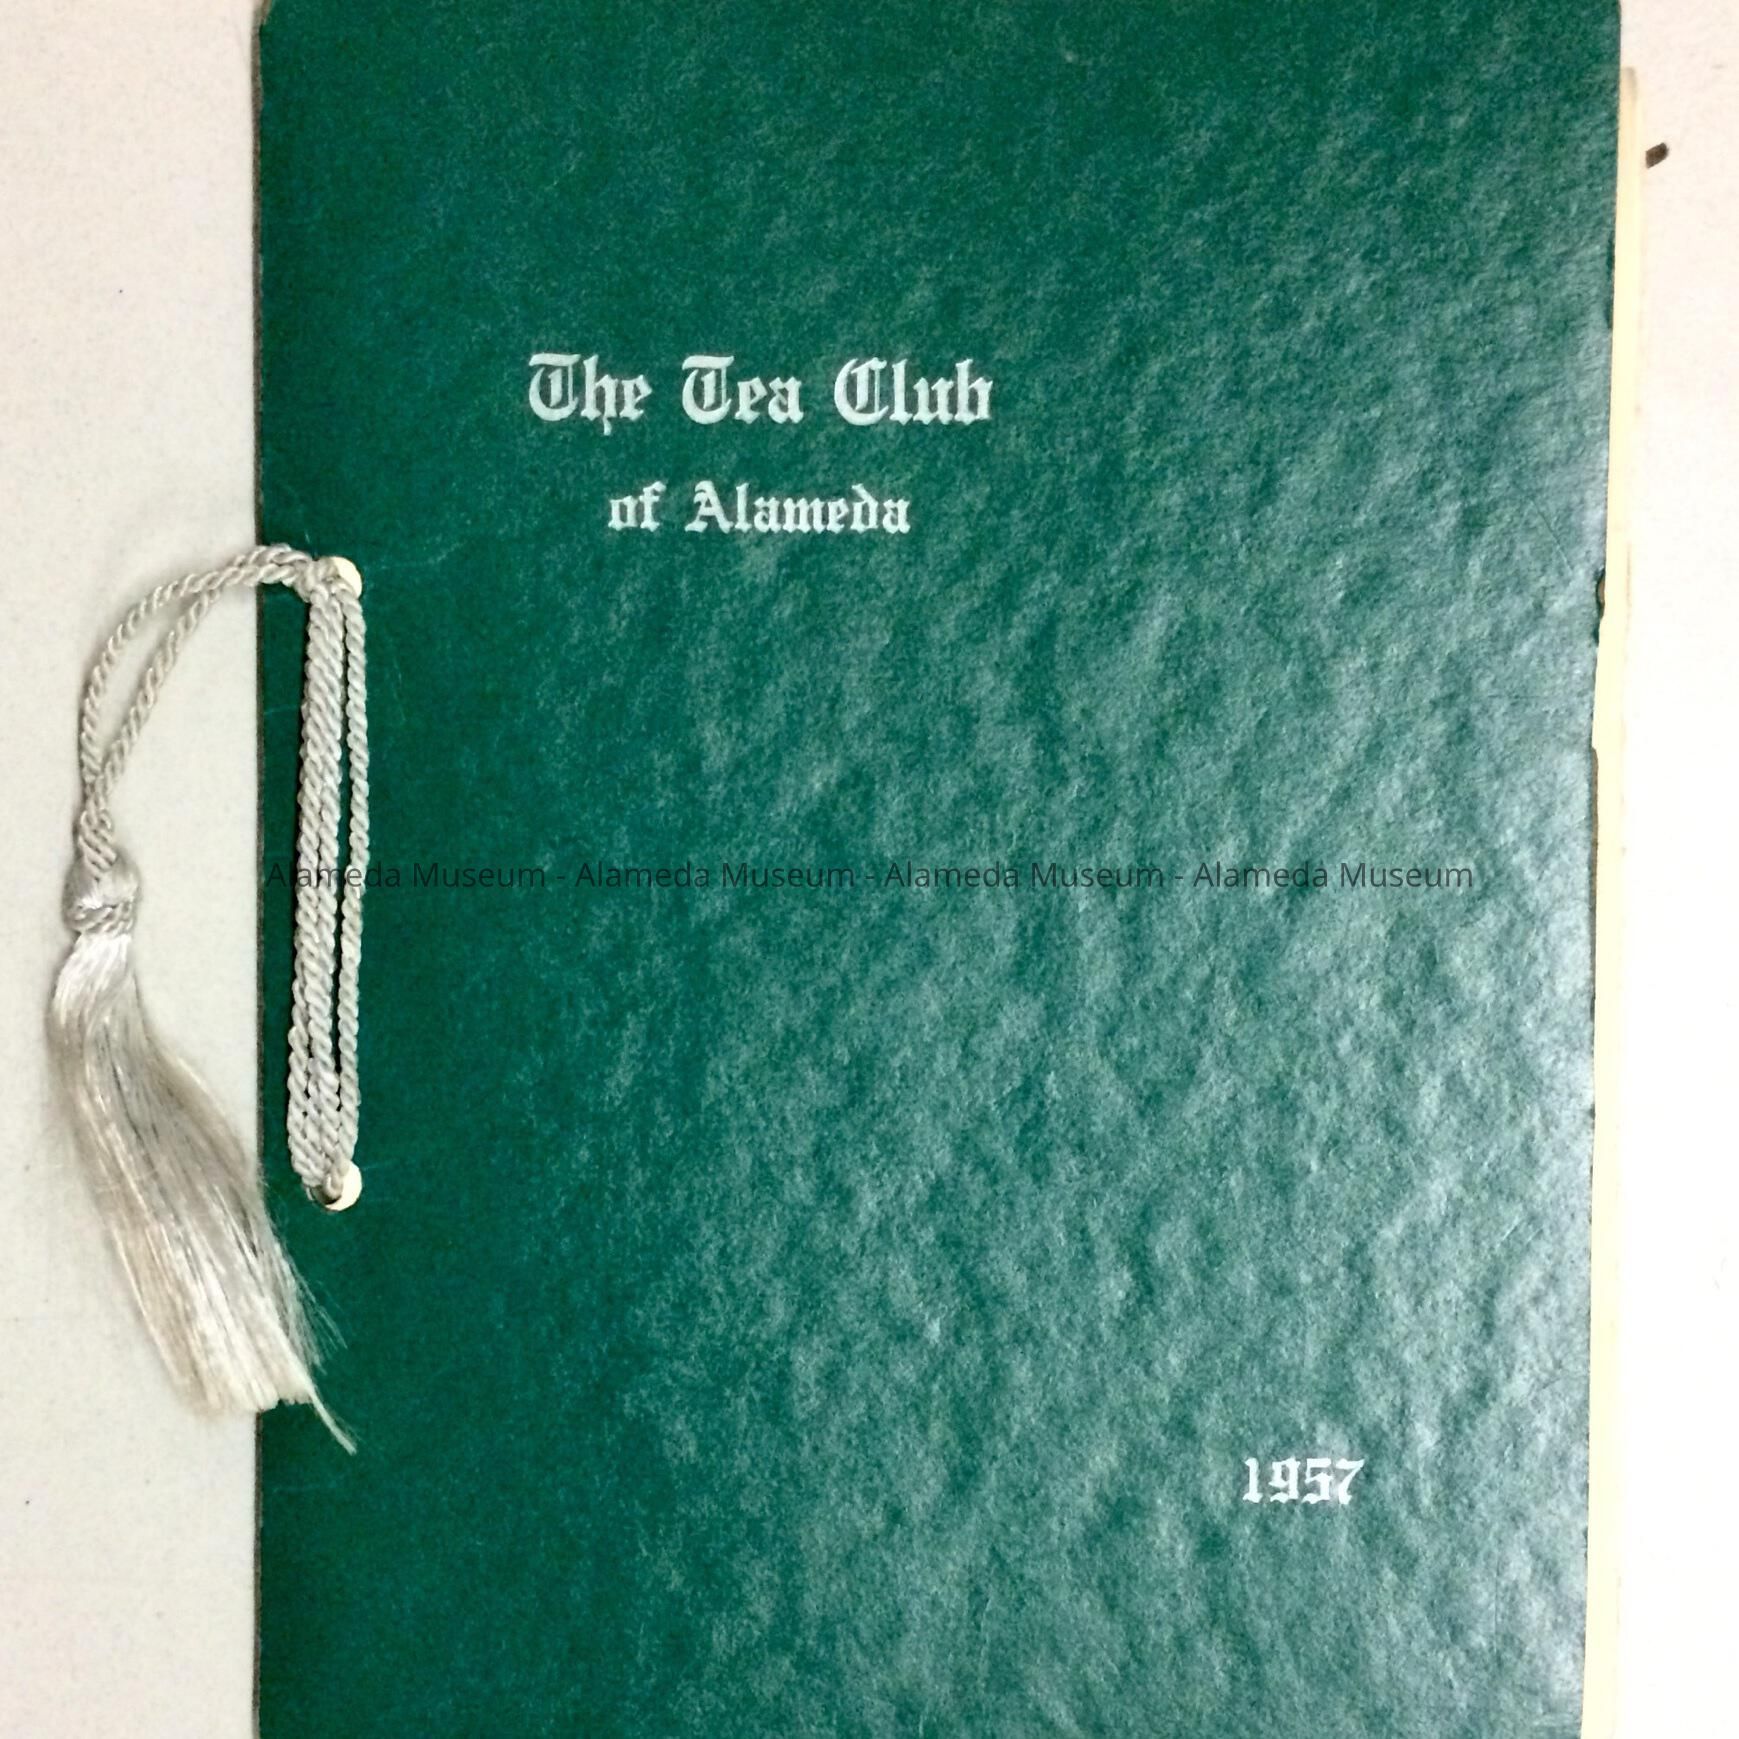 The Tea Club
of Alameda
Alameda Museum - Alameda Museum - Alameda Museum - Alameda Museum
1957